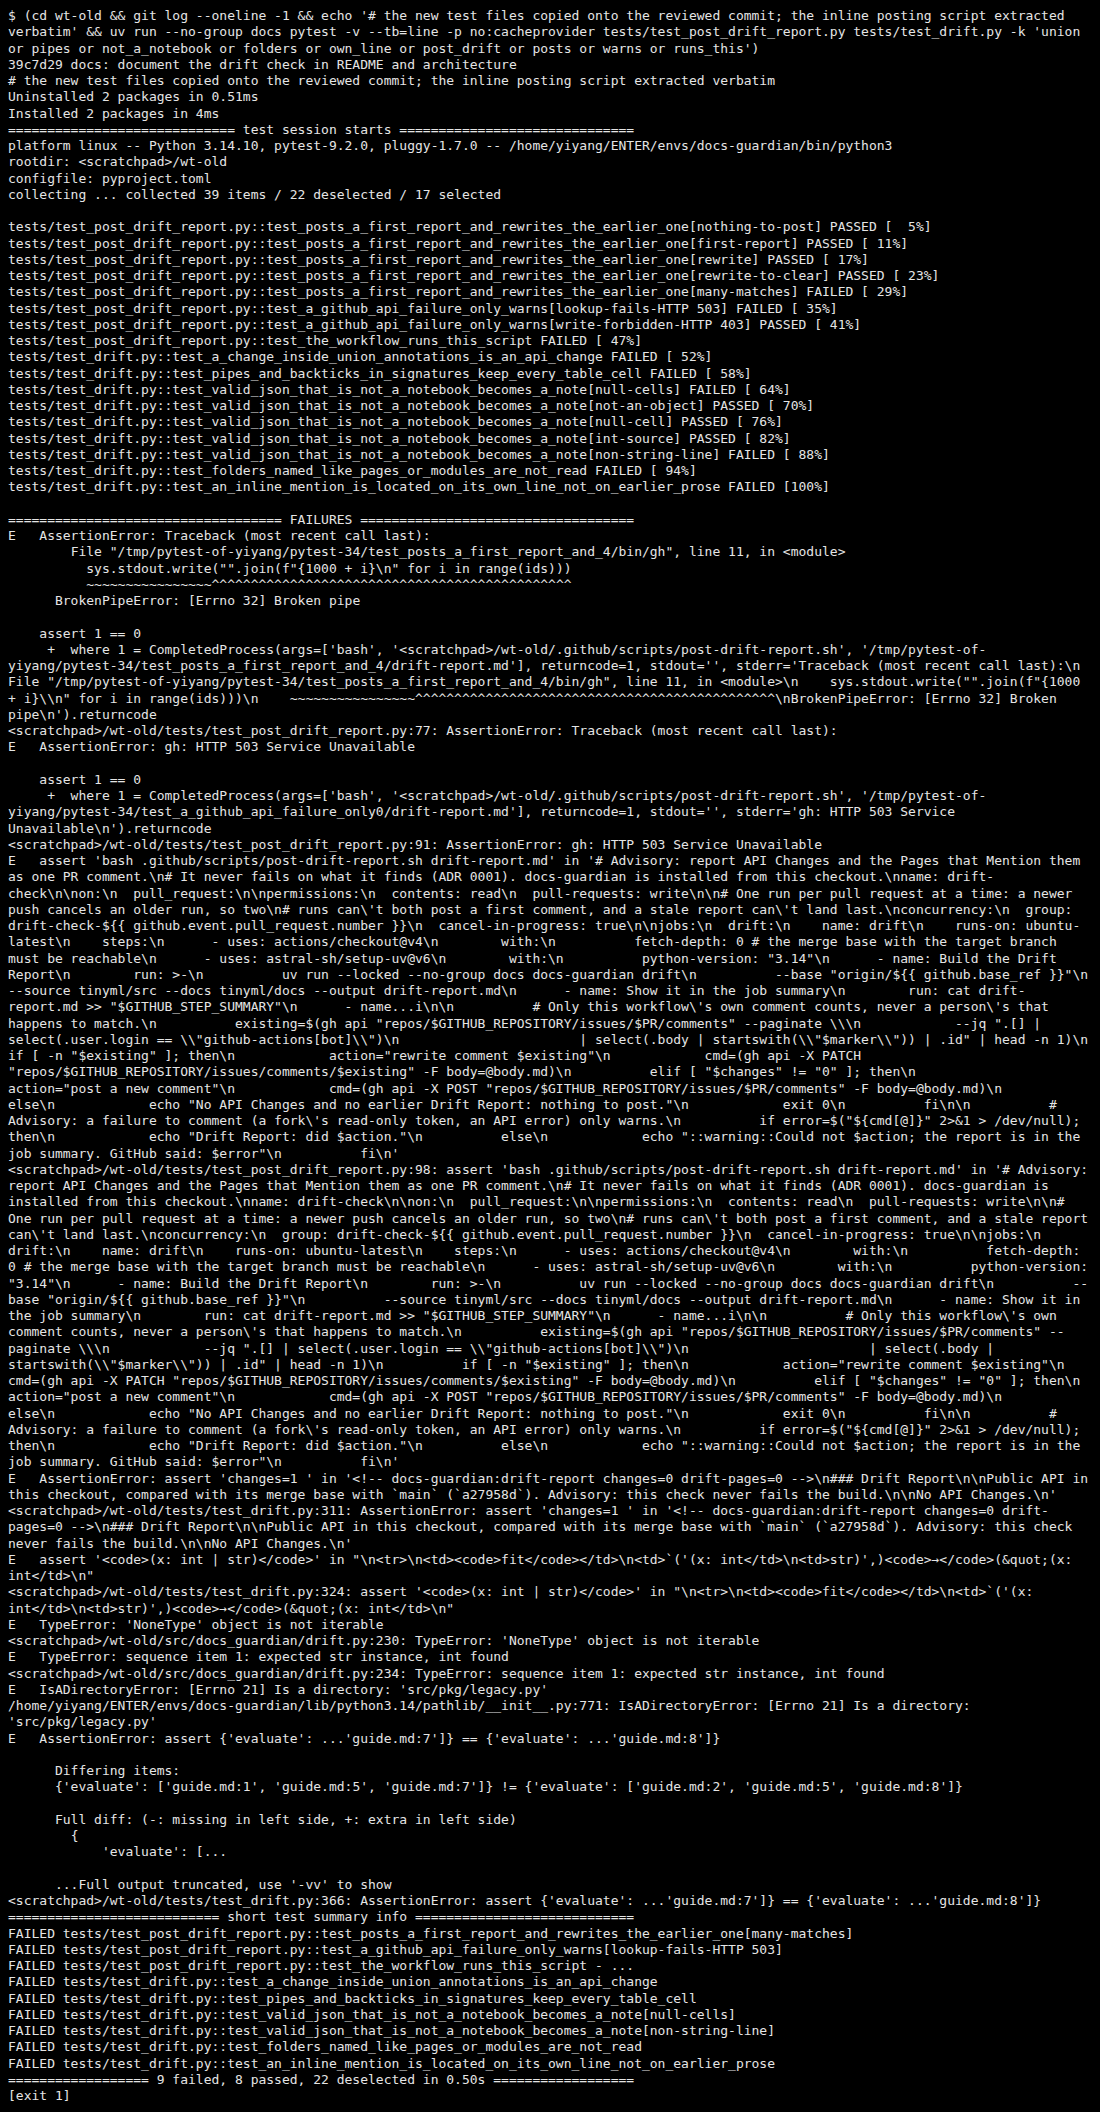 $ (cd wt-old && git log --oneline -1 && echo '# the new test files copied onto the reviewed commit; the inline posting script extracted
verbatim' && uv run --no-group docs pytest -v --tb=line -p no:cacheprovider tests/test_post_drift_report.py tests/test_drift.py -k 'union
or pipes or not_a_notebook or folders or own_line or post_drift or posts or warns or runs_this')
39c7d29 docs: document the drift check in README and architecture
# the new test files copied onto the reviewed commit; the inline posting script extracted verbatim
Uninstalled 2 packages in 0.51ms
Installed 2 packages in 4ms
============================= test session starts ==============================
platform linux -- Python 3.14.10, pytest-9.2.0, pluggy-1.7.0 -- /home/yiyang/ENTER/envs/docs-guardian/bin/python3
rootdir: <scratchpad>/wt-old
configfile: pyproject.toml
collecting ... collected 39 items / 22 deselected / 17 selected

tests/test_post_drift_report.py::test_posts_a_first_report_and_rewrites_the_earlier_one[nothing-to-post] PASSED [  5%]
tests/test_post_drift_report.py::test_posts_a_first_report_and_rewrites_the_earlier_one[first-report] PASSED [ 11%]
tests/test_post_drift_report.py::test_posts_a_first_report_and_rewrites_the_earlier_one[rewrite] PASSED [ 17%]
tests/test_post_drift_report.py::test_posts_a_first_report_and_rewrites_the_earlier_one[rewrite-to-clear] PASSED [ 23%]
tests/test_post_drift_report.py::test_posts_a_first_report_and_rewrites_the_earlier_one[many-matches] FAILED [ 29%]
tests/test_post_drift_report.py::test_a_github_api_failure_only_warns[lookup-fails-HTTP 503] FAILED [ 35%]
tests/test_post_drift_report.py::test_a_github_api_failure_only_warns[write-forbidden-HTTP 403] PASSED [ 41%]
tests/test_post_drift_report.py::test_the_workflow_runs_this_script FAILED [ 47%]
tests/test_drift.py::test_a_change_inside_union_annotations_is_an_api_change FAILED [ 52%]
tests/test_drift.py::test_pipes_and_backticks_in_signatures_keep_every_table_cell FAILED [ 58%]
tests/test_drift.py::test_valid_json_that_is_not_a_notebook_becomes_a_note[null-cells] FAILED [ 64%]
tests/test_drift.py::test_valid_json_that_is_not_a_notebook_becomes_a_note[not-an-object] PASSED [ 70%]
tests/test_drift.py::test_valid_json_that_is_not_a_notebook_becomes_a_note[null-cell] PASSED [ 76%]
tests/test_drift.py::test_valid_json_that_is_not_a_notebook_becomes_a_note[int-source] PASSED [ 82%]
tests/test_drift.py::test_valid_json_that_is_not_a_notebook_becomes_a_note[non-string-line] FAILED [ 88%]
tests/test_drift.py::test_folders_named_like_pages_or_modules_are_not_read FAILED [ 94%]
tests/test_drift.py::test_an_inline_mention_is_located_on_its_own_line_not_on_earlier_prose FAILED [100%]

=================================== FAILURES ===================================
E   AssertionError: Traceback (most recent call last):
        File "/tmp/pytest-of-yiyang/pytest-34/test_posts_a_first_report_and_4/bin/gh", line 11, in <module>
          sys.stdout.write("".join(f"{1000 + i}\n" for i in range(ids)))
          ~~~~~~~~~~~~~~~~^^^^^^^^^^^^^^^^^^^^^^^^^^^^^^^^^^^^^^^^^^^^^^
      BrokenPipeError: [Errno 32] Broken pipe

    assert 1 == 0
     +  where 1 = CompletedProcess(args=['bash', '<scratchpad>/wt-old/.github/scripts/post-drift-report.sh', '/tmp/pytest-of-
yiyang/pytest-34/test_posts_a_first_report_and_4/drift-report.md'], returncode=1, stdout='', stderr='Traceback (most recent call last):\n
File "/tmp/pytest-of-yiyang/pytest-34/test_posts_a_first_report_and_4/bin/gh", line 11, in <module>\n    sys.stdout.write("".join(f"{1000
+ i}\\n" for i in range(ids)))\n    ~~~~~~~~~~~~~~~~^^^^^^^^^^^^^^^^^^^^^^^^^^^^^^^^^^^^^^^^^^^^^^\nBrokenPipeError: [Errno 32] Broken
pipe\n').returncode
<scratchpad>/wt-old/tests/test_post_drift_report.py:77: AssertionError: Traceback (most recent call last):
E   AssertionError: gh: HTTP 503 Service Unavailable

    assert 1 == 0
     +  where 1 = CompletedProcess(args=['bash', '<scratchpad>/wt-old/.github/scripts/post-drift-report.sh', '/tmp/pytest-of-
yiyang/pytest-34/test_a_github_api_failure_only0/drift-report.md'], returncode=1, stdout='', stderr='gh: HTTP 503 Service
Unavailable\n').returncode
<scratchpad>/wt-old/tests/test_post_drift_report.py:91: AssertionError: gh: HTTP 503 Service Unavailable
E   assert 'bash .github/scripts/post-drift-report.sh drift-report.md' in '# Advisory: report API Changes and the Pages that Mention them
as one PR comment.\n# It never fails on what it finds (ADR 0001). docs-guardian is installed from this checkout.\nname: drift-
check\n\non:\n  pull_request:\n\npermissions:\n  contents: read\n  pull-requests: write\n\n# One run per pull request at a time: a newer
push cancels an older run, so two\n# runs can\'t both post a first comment, and a stale report can\'t land last.\nconcurrency:\n  group:
drift-check-${{ github.event.pull_request.number }}\n  cancel-in-progress: true\n\njobs:\n  drift:\n    name: drift\n    runs-on: ubuntu-
latest\n    steps:\n      - uses: actions/checkout@v4\n        with:\n          fetch-depth: 0 # the merge base with the target branch
must be reachable\n      - uses: astral-sh/setup-uv@v6\n        with:\n          python-version: "3.14"\n      - name: Build the Drift
Report\n        run: >-\n          uv run --locked --no-group docs docs-guardian drift\n          --base "origin/${{ github.base_ref }}"\n
--source tinyml/src --docs tinyml/docs --output drift-report.md\n      - name: Show it in the job summary\n        run: cat drift-
report.md >> "$GITHUB_STEP_SUMMARY"\n      - name...i\n\n          # Only this workflow\'s own comment counts, never a person\'s that
happens to match.\n          existing=$(gh api "repos/$GITHUB_REPOSITORY/issues/$PR/comments" --paginate \\\n            --jq ".[] |
select(.user.login == \\"github-actions[bot]\\")\n                       | select(.body | startswith(\\"$marker\\")) | .id" | head -n 1)\n
if [ -n "$existing" ]; then\n            action="rewrite comment $existing"\n            cmd=(gh api -X PATCH
"repos/$GITHUB_REPOSITORY/issues/comments/$existing" -F body=@body.md)\n          elif [ "$changes" != "0" ]; then\n
action="post a new comment"\n            cmd=(gh api -X POST "repos/$GITHUB_REPOSITORY/issues/$PR/comments" -F body=@body.md)\n
else\n            echo "No API Changes and no earlier Drift Report: nothing to post."\n            exit 0\n          fi\n\n          #
Advisory: a failure to comment (a fork\'s read-only token, an API error) only warns.\n          if error=$("${cmd[@]}" 2>&1 > /dev/null);
then\n            echo "Drift Report: did $action."\n          else\n            echo "::warning::Could not $action; the report is in the
job summary. GitHub said: $error"\n          fi\n'
<scratchpad>/wt-old/tests/test_post_drift_report.py:98: assert 'bash .github/scripts/post-drift-report.sh drift-report.md' in '# Advisory:
report API Changes and the Pages that Mention them as one PR comment.\n# It never fails on what it finds (ADR 0001). docs-guardian is
installed from this checkout.\nname: drift-check\n\non:\n  pull_request:\n\npermissions:\n  contents: read\n  pull-requests: write\n\n#
One run per pull request at a time: a newer push cancels an older run, so two\n# runs can\'t both post a first comment, and a stale report
can\'t land last.\nconcurrency:\n  group: drift-check-${{ github.event.pull_request.number }}\n  cancel-in-progress: true\n\njobs:\n
drift:\n    name: drift\n    runs-on: ubuntu-latest\n    steps:\n      - uses: actions/checkout@v4\n        with:\n          fetch-depth:
0 # the merge base with the target branch must be reachable\n      - uses: astral-sh/setup-uv@v6\n        with:\n          python-version:
"3.14"\n      - name: Build the Drift Report\n        run: >-\n          uv run --locked --no-group docs docs-guardian drift\n          --
base "origin/${{ github.base_ref }}"\n          --source tinyml/src --docs tinyml/docs --output drift-report.md\n      - name: Show it in
the job summary\n        run: cat drift-report.md >> "$GITHUB_STEP_SUMMARY"\n      - name...i\n\n          # Only this workflow\'s own
comment counts, never a person\'s that happens to match.\n          existing=$(gh api "repos/$GITHUB_REPOSITORY/issues/$PR/comments" --
paginate \\\n            --jq ".[] | select(.user.login == \\"github-actions[bot]\\")\n                       | select(.body |
startswith(\\"$marker\\")) | .id" | head -n 1)\n          if [ -n "$existing" ]; then\n            action="rewrite comment $existing"\n
cmd=(gh api -X PATCH "repos/$GITHUB_REPOSITORY/issues/comments/$existing" -F body=@body.md)\n          elif [ "$changes" != "0" ]; then\n
action="post a new comment"\n            cmd=(gh api -X POST "repos/$GITHUB_REPOSITORY/issues/$PR/comments" -F body=@body.md)\n
else\n            echo "No API Changes and no earlier Drift Report: nothing to post."\n            exit 0\n          fi\n\n          #
Advisory: a failure to comment (a fork\'s read-only token, an API error) only warns.\n          if error=$("${cmd[@]}" 2>&1 > /dev/null);
then\n            echo "Drift Report: did $action."\n          else\n            echo "::warning::Could not $action; the report is in the
job summary. GitHub said: $error"\n          fi\n'
E   AssertionError: assert 'changes=1 ' in '<!-- docs-guardian:drift-report changes=0 drift-pages=0 -->\n### Drift Report\n\nPublic API in
this checkout, compared with its merge base with `main` (`a27958d`). Advisory: this check never fails the build.\n\nNo API Changes.\n'
<scratchpad>/wt-old/tests/test_drift.py:311: AssertionError: assert 'changes=1 ' in '<!-- docs-guardian:drift-report changes=0 drift-
pages=0 -->\n### Drift Report\n\nPublic API in this checkout, compared with its merge base with `main` (`a27958d`). Advisory: this check
never fails the build.\n\nNo API Changes.\n'
E   assert '<code>(x: int | str)</code>' in "\n<tr>\n<td><code>fit</code></td>\n<td>`('(x: int</td>\n<td>str)',)<code>→</code>(&quot;(x:
int</td>\n"
<scratchpad>/wt-old/tests/test_drift.py:324: assert '<code>(x: int | str)</code>' in "\n<tr>\n<td><code>fit</code></td>\n<td>`('(x:
int</td>\n<td>str)',)<code>→</code>(&quot;(x: int</td>\n"
E   TypeError: 'NoneType' object is not iterable
<scratchpad>/wt-old/src/docs_guardian/drift.py:230: TypeError: 'NoneType' object is not iterable
E   TypeError: sequence item 1: expected str instance, int found
<scratchpad>/wt-old/src/docs_guardian/drift.py:234: TypeError: sequence item 1: expected str instance, int found
E   IsADirectoryError: [Errno 21] Is a directory: 'src/pkg/legacy.py'
/home/yiyang/ENTER/envs/docs-guardian/lib/python3.14/pathlib/__init__.py:771: IsADirectoryError: [Errno 21] Is a directory:
'src/pkg/legacy.py'
E   AssertionError: assert {'evaluate': ...'guide.md:7']} == {'evaluate': ...'guide.md:8']}

      Differing items:
      {'evaluate': ['guide.md:1', 'guide.md:5', 'guide.md:7']} != {'evaluate': ['guide.md:2', 'guide.md:5', 'guide.md:8']}

      Full diff: (-: missing in left side, +: extra in left side)
        {
            'evaluate': [...

      ...Full output truncated, use '-vv' to show
<scratchpad>/wt-old/tests/test_drift.py:366: AssertionError: assert {'evaluate': ...'guide.md:7']} == {'evaluate': ...'guide.md:8']}
=========================== short test summary info ============================
FAILED tests/test_post_drift_report.py::test_posts_a_first_report_and_rewrites_the_earlier_one[many-matches]
FAILED tests/test_post_drift_report.py::test_a_github_api_failure_only_warns[lookup-fails-HTTP 503]
FAILED tests/test_post_drift_report.py::test_the_workflow_runs_this_script - ...
FAILED tests/test_drift.py::test_a_change_inside_union_annotations_is_an_api_change
FAILED tests/test_drift.py::test_pipes_and_backticks_in_signatures_keep_every_table_cell
FAILED tests/test_drift.py::test_valid_json_that_is_not_a_notebook_becomes_a_note[null-cells]
FAILED tests/test_drift.py::test_valid_json_that_is_not_a_notebook_becomes_a_note[non-string-line]
FAILED tests/test_drift.py::test_folders_named_like_pages_or_modules_are_not_read
FAILED tests/test_drift.py::test_an_inline_mention_is_located_on_its_own_line_not_on_earlier_prose
================== 9 failed, 8 passed, 22 deselected in 0.50s ==================
[exit 1]